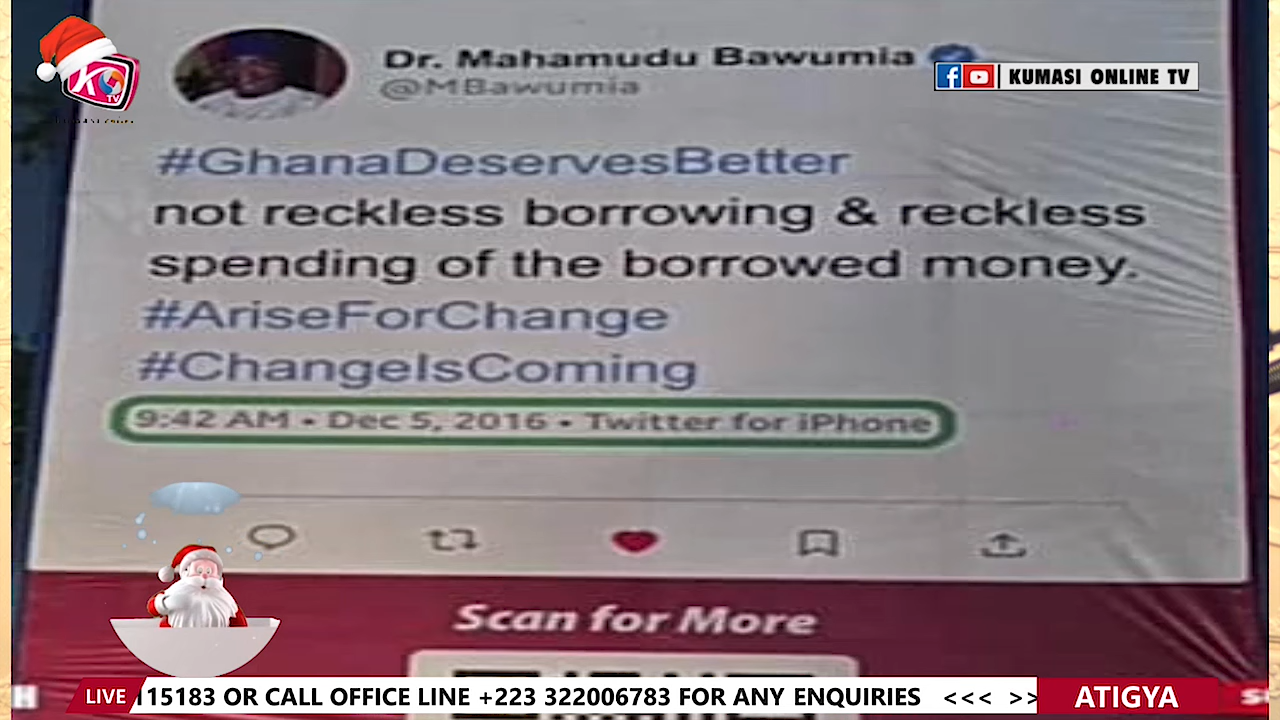 Dr. Mahamudu Bawumia
@MBawumia
KTV
KUMASI ONLINE TV
#GhanaDeservesBetter
not reckless borrowing & reckless
spending of the borrowed money.
#AriseForChange
#ChangeIsComing
9:42 AM • Dec 5, 2016 • Twitter for iPhone
Scan for More
LIVE
115183 OR CALL OFFICE LINE +223 322006783 FOR ANY ENQUIRIES <<< >>
ATIGYA